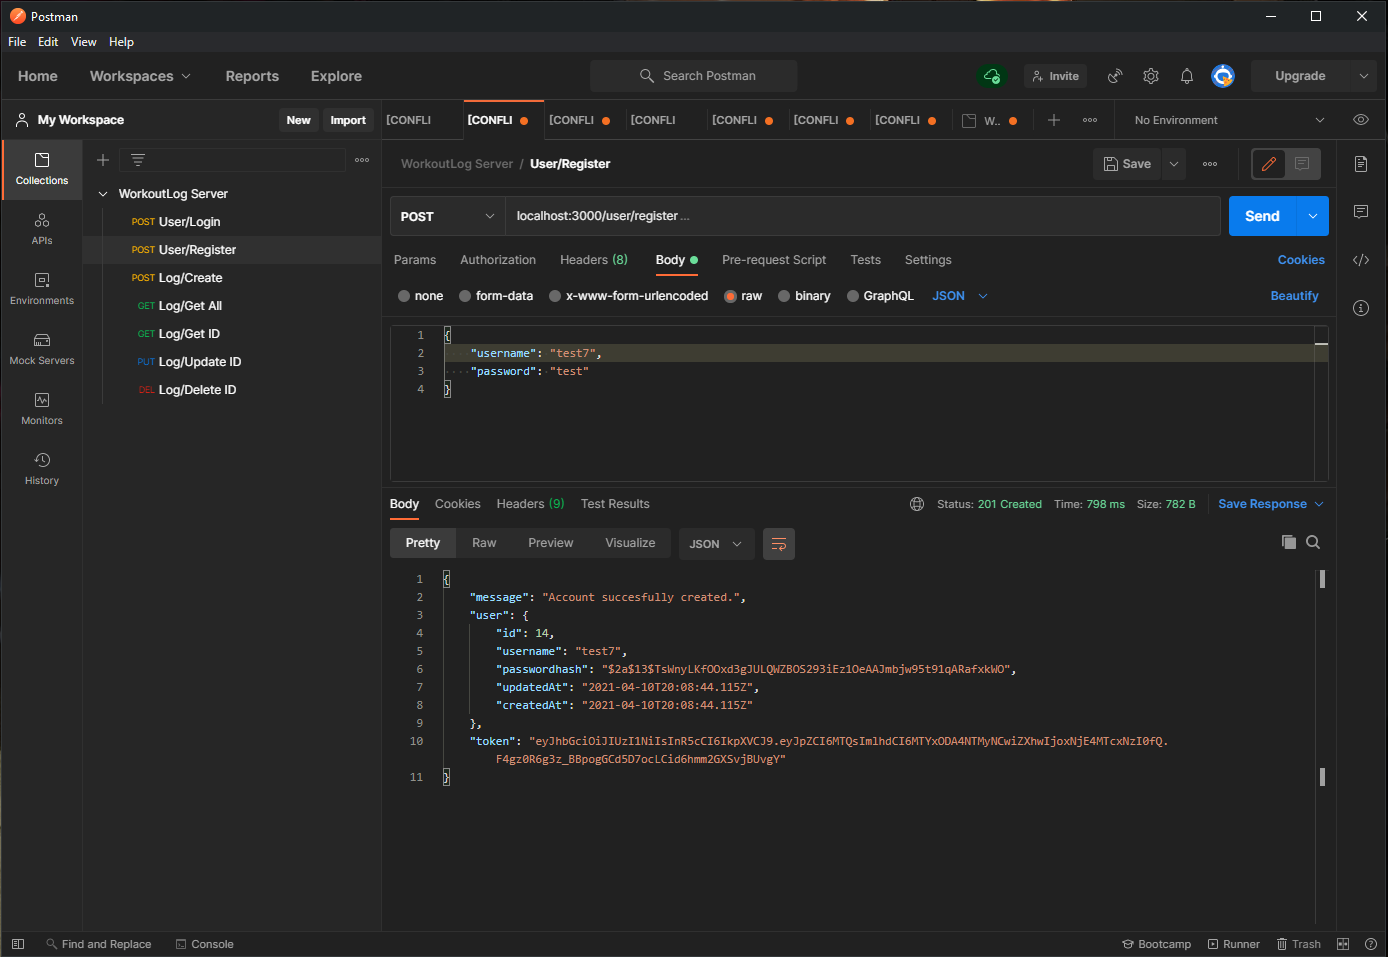 Postman
File Edit View Help
Home Workspaces Reports Explore Search Postman Invite Upgrade
My Workspace New Import
[CONFLI [CONFLI [CONFLI [CONFLI [CONFLI [CONFLI [CONFLI W.. No Environment
Collections
APIs
Environments
Mock Servers
Monitors
History
WorkoutLog Server
POST User/Login
POST User/Register
POST Log/Create
GET Log/Get All
GET Log/Get ID
PUT Log/Update ID
DEL Log/Delete ID
WorkoutLog Server / User/Register Save
POST localhost:3000/user/register ... Send
Params Authorization Headers (8) Body Pre-request Script Tests Settings Cookies
none form-data x-www-form-urlencoded raw binary GraphQL JSON Beautify
1 {
2 "username": "test7",
3 "password": "test"
4 }
Body Cookies Headers (9) Test Results Status: 201 Created Time: 798 ms Size: 782 B Save Response
Pretty Raw Preview Visualize JSON
1 {
2 "message": "Account succesfully created.",
3 "user": {
4 "id": 14,
5 "username": "test7",
6 "passwordhash": "$2a$13$TsWnyLKfOOxd3gJULQWZBOS293iEz1OeAAJmbjw95t91qARafxkWO",
7 "updatedAt": "2021-04-10T20:08:44.115Z",
8 "createdAt": "2021-04-10T20:08:44.115Z"
9 },
10 "token": "eyJhbGciOiJIUzI1NiIsInR5cCI6IkpXVCJ9.eyJpZCI6MTQsImlhdCI6MTYxODA4NTMyNCwiZXhwIjoxNjE4MTcxNzI0fQ.
F4gz0R6g3z_BBpogGCd5D7ocLCid6hmm2GXSvjBUvgY"
11 }
Find and Replace Console Bootcamp Runner Trash